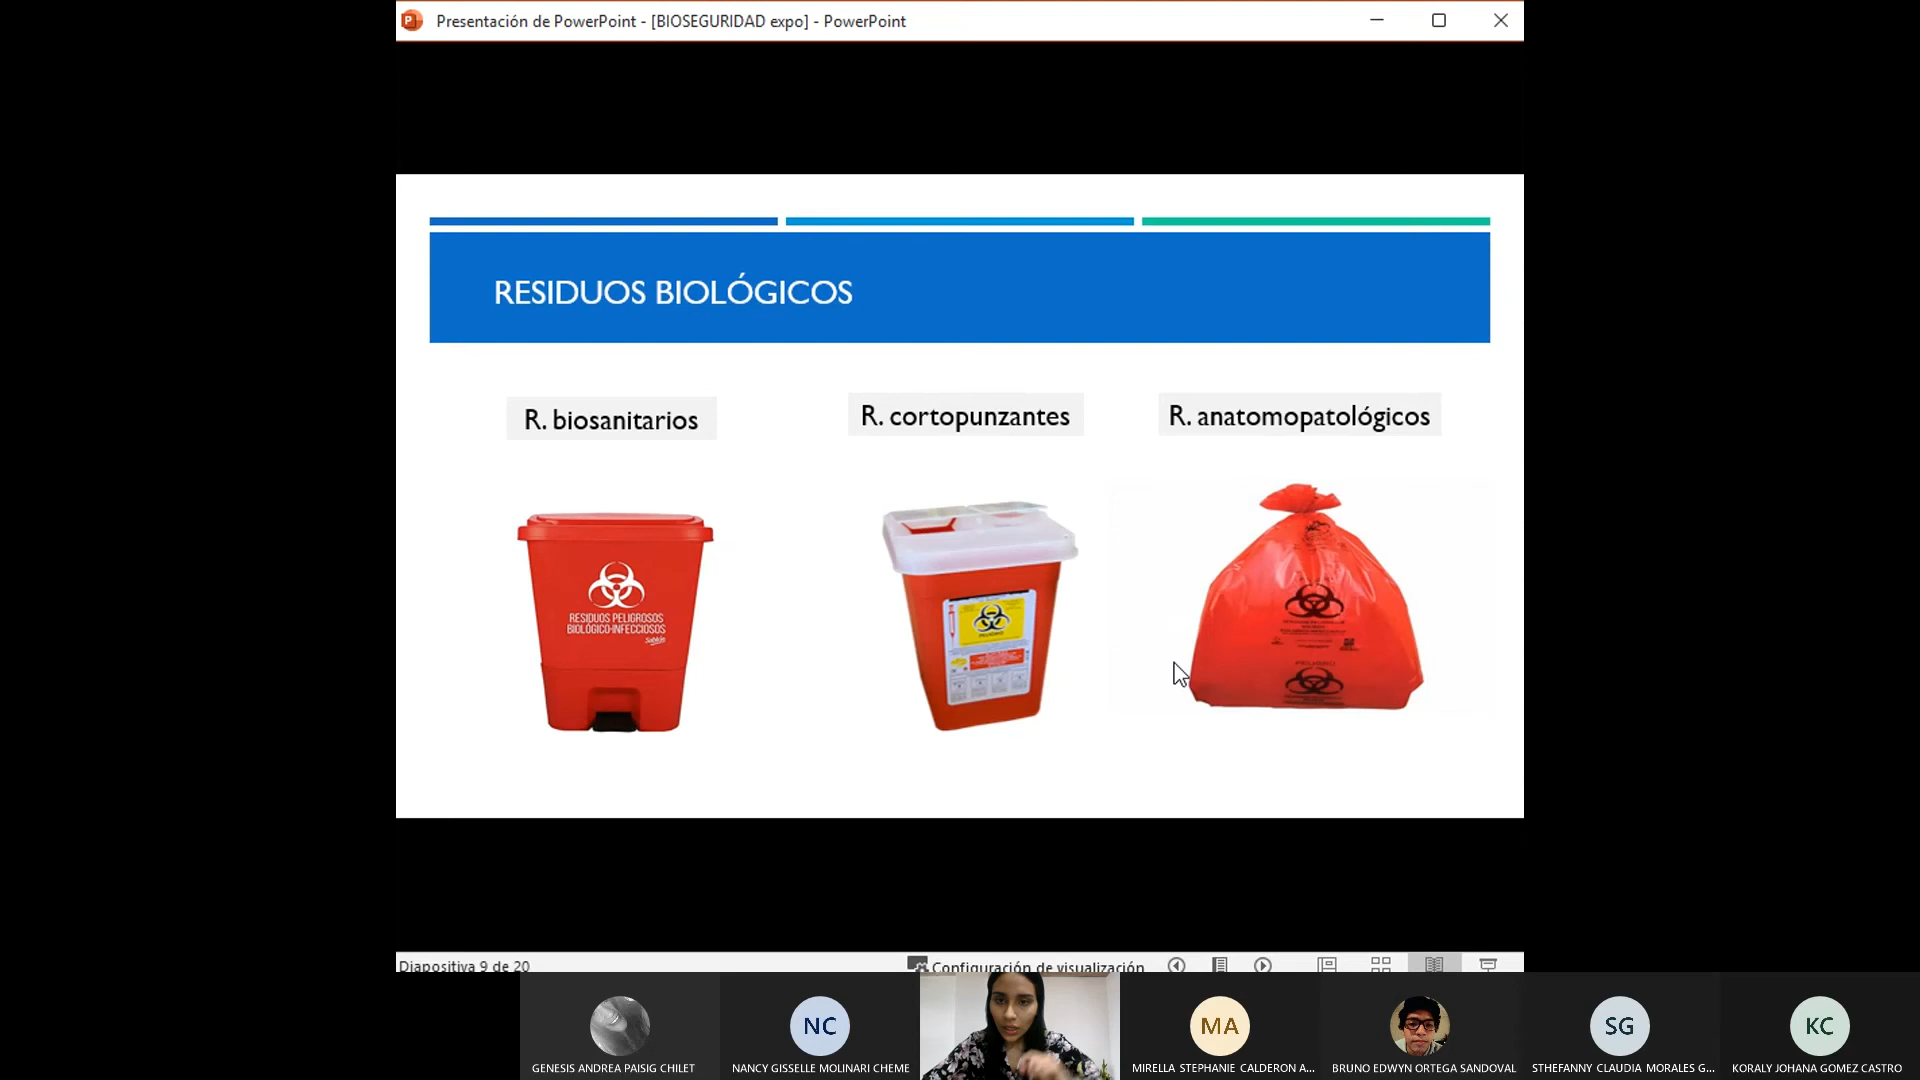 Presentación de PowerPoint - [BIOSEGURIDAD expo] - PowerPoint
RESIDUOS BIOLÓGICOS
R. biosanitarios
R. cortopunzantes
R. anatomopatológicos
RESIDUOS PELIGROSOS
BIOLÓGICO-INFECCIOSOS
PELIGRO
PELIGRO
Diapositiva 9 de 20
Configuración de visualización
NC
MA
SG
KC
GENESIS ANDREA PAISIG CHILET
NANCY GISSELLE MOLINARI CHEME
MIRELLA STEPHANIE CALDERON A...
BRUNO EDWYN ORTEGA SANDOVAL
STHEFANNY CLAUDIA MORALES G...
KORALY JOHANA GOMEZ CASTRO